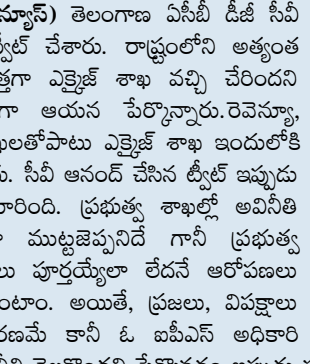 న్యూస్) తెలంగాణ ఏసీబీ డీజీ సీవీ
ట్వీట్ చేశారు. రాష్ట్రంలోని అత్యంత
త్తగా ఎక్సైజ్ శాఖ వచ్చి చేరిందని
గా ఆయన పేర్కొన్నారు.రెవెన్యూ,
ఖలతోపాటు ఎక్సైజ్ శాఖ ఇందులోకి
సీవీ ఆనంద్ చేసిన ట్వీట్ ఇప్పుడు
మారింది. ప్రభుత్వ శాఖల్లో అవినీతి
ముట్టజెప్పనిదే గానీ ప్రభుత్వ
లు పూర్తయ్యేలా లేదనే ఆరోపణలు
ంటాం. అయితే, ప్రజలు, విపక్షాలు
రణమే కానీ ఓ ఐపీఎస్ అధికారి